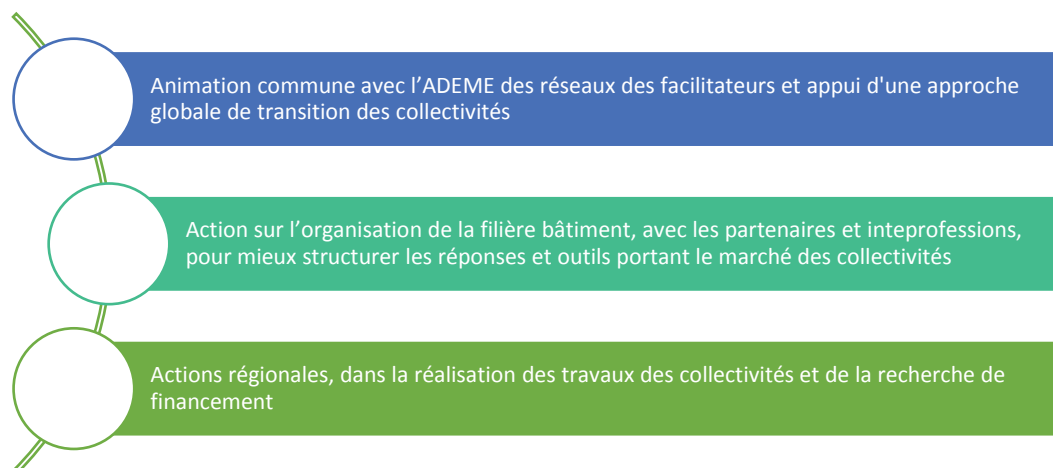 Animation commune avec l’ADEME des réseaux des facilitateurs et appui d'une approche
globale de transition des collectivités
Action sur l’organisation de la filière bâtiment, avec les partenaires et inteprofessions,
pour mieux structurer les réponses et outils portant le marché des collectivités
Actions régionales, dans la réalisation des travaux des collectivités et de la recherche de
financement